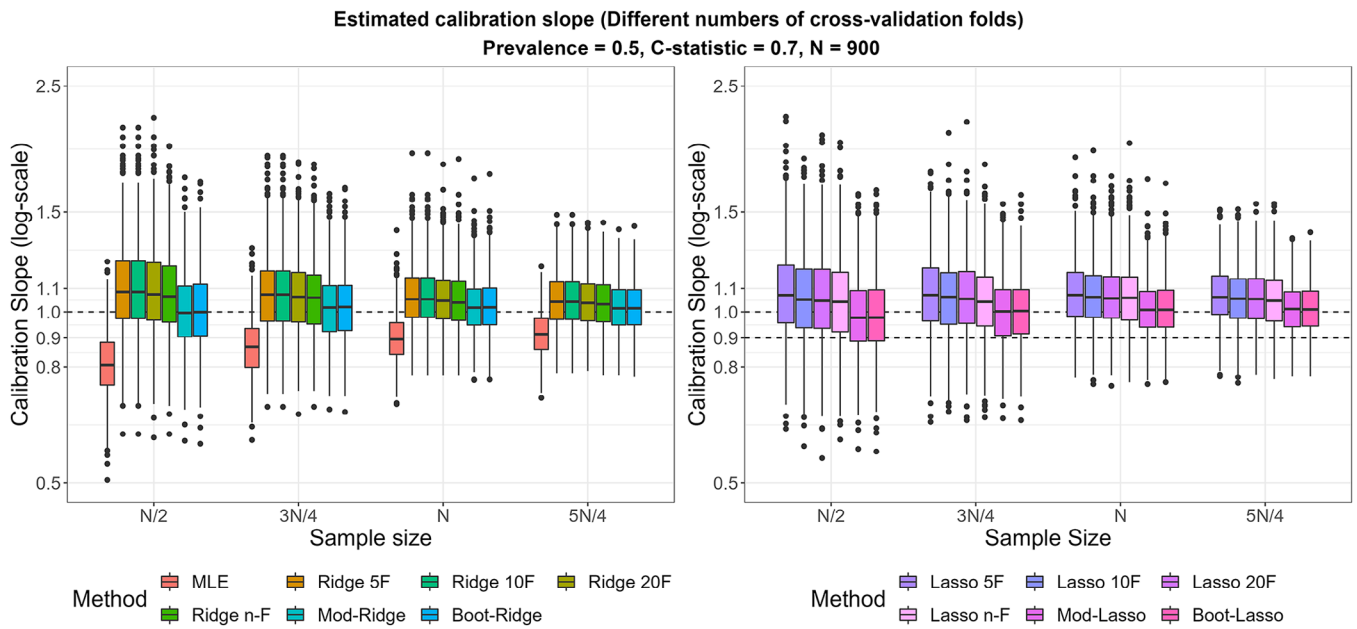 Estimated calibration slope (Different numbers of cross-validation folds)
Prevalence = 0.5, C-statistic = 0.7, N = 900
Calibration Slope (log-scale)
2.5
1.5
1.1
1.0
0.9
0.8
0.5
N/2
3N/4
N
5N/4
Sample size
Method
MLE
Ridge 5F
Ridge 10F
Ridge 20F
Ridge n-F
Mod-Ridge
Boot-Ridge
Calibration Slope (log-scale)
2.5
1.5
1.1
1.0
0.9
0.8
0.5
N/2
3N/4
N
5N/4
Sample Size
Method
Lasso 5F
Lasso 10F
Lasso 20F
Lasso n-F
Mod-Lasso
Boot-Lasso